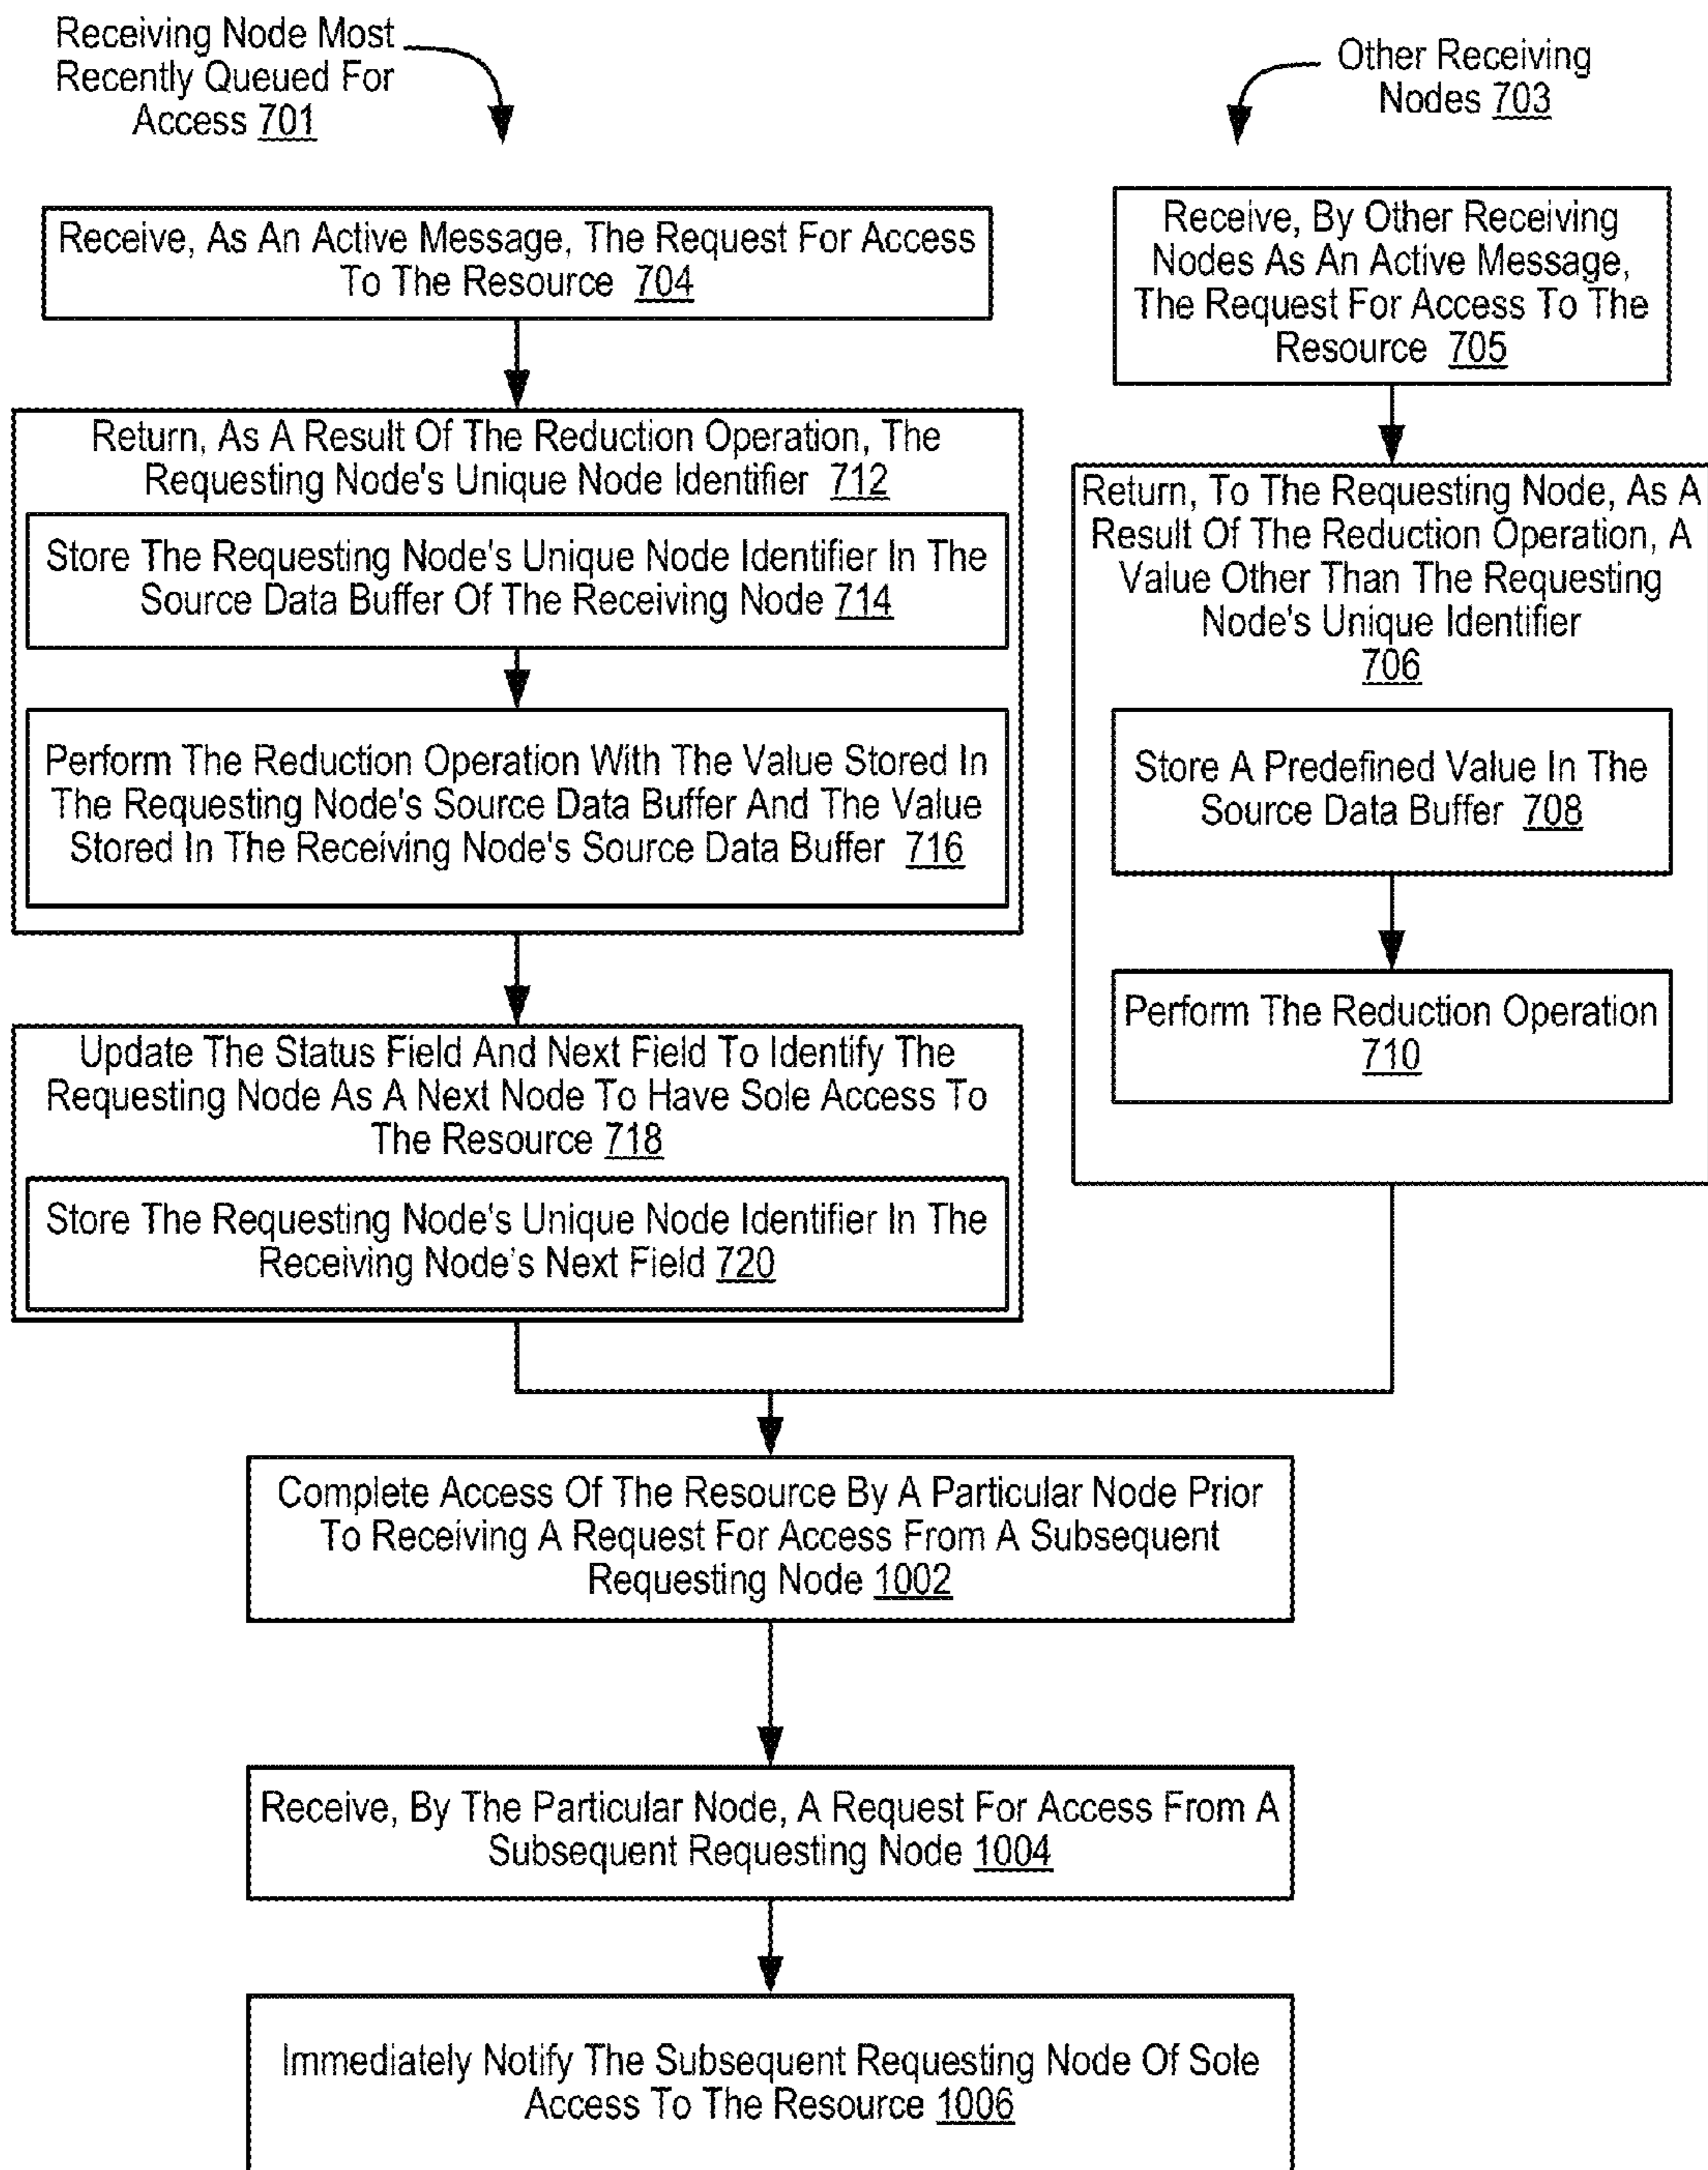 Receiving Node Most
Recently Queued For
Access 701
Other Receiving
Nodes 703
Receive, As An Active Message, The Request For Access
To The Resource 704
Receive, By Other Receiving
Nodes As An Active Message,
The Request For Access To The
Resource 705
Return, As A Result Of The Reduction Operation, The
Requesting Node's Unique Node Identifier 712
Store The Requesting Node's Unique Node Identifier In The
Source Data Buffer Of The Receiving Node 714
Perform The Reduction Operation With The Value Stored In
The Requesting Node's Source Data Buffer And The Value
Stored In The Receiving Node's Source Data Buffer 716
Return, To The Requesting Node, As A
Result Of The Reduction Operation, A
Value Other Than The Requesting
Node's Unique Identifier
706
Store A Predefined Value In The
Source Data Buffer 708
Perform The Reduction Operation
710
Update The Status Field And Next Field To Identify The
Requesting Node As A Next Node To Have Sole Access To
The Resource 718
Store The Requesting Node's Unique Node Identifier In The
Receiving Node's Next Field 720
Complete Access Of The Resource By A Particular Node Prior
To Receiving A Request For Access From A Subsequent
Requesting Node 1002
Receive, By The Particular Node, A Request For Access From A
Subsequent Requesting Node 1004
Immediately Notify The Subsequent Requesting Node Of Sole
Access To The Resource 1006